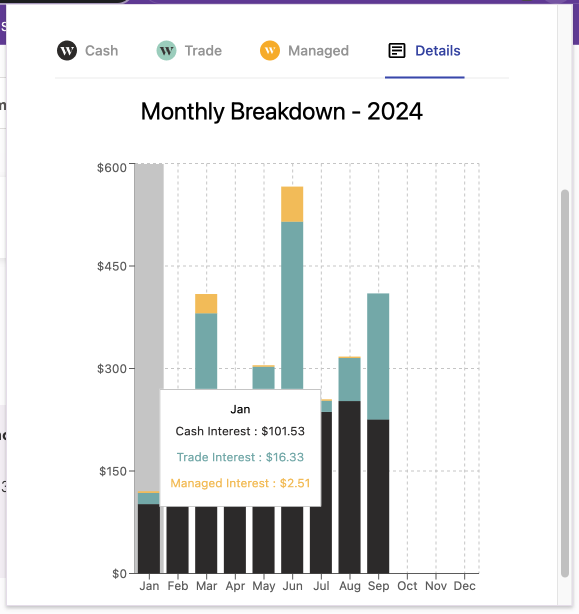 Cash Trade Managed Details
Monthly Breakdown - 2024
$600
$450
$300
$150
$0
Jan
Cash Interest : $101.53
Trade Interest : $16.33
Managed Interest : $2.51
Jan Feb Mar Apr May Jun Jul Aug Sep Oct Nov Dec